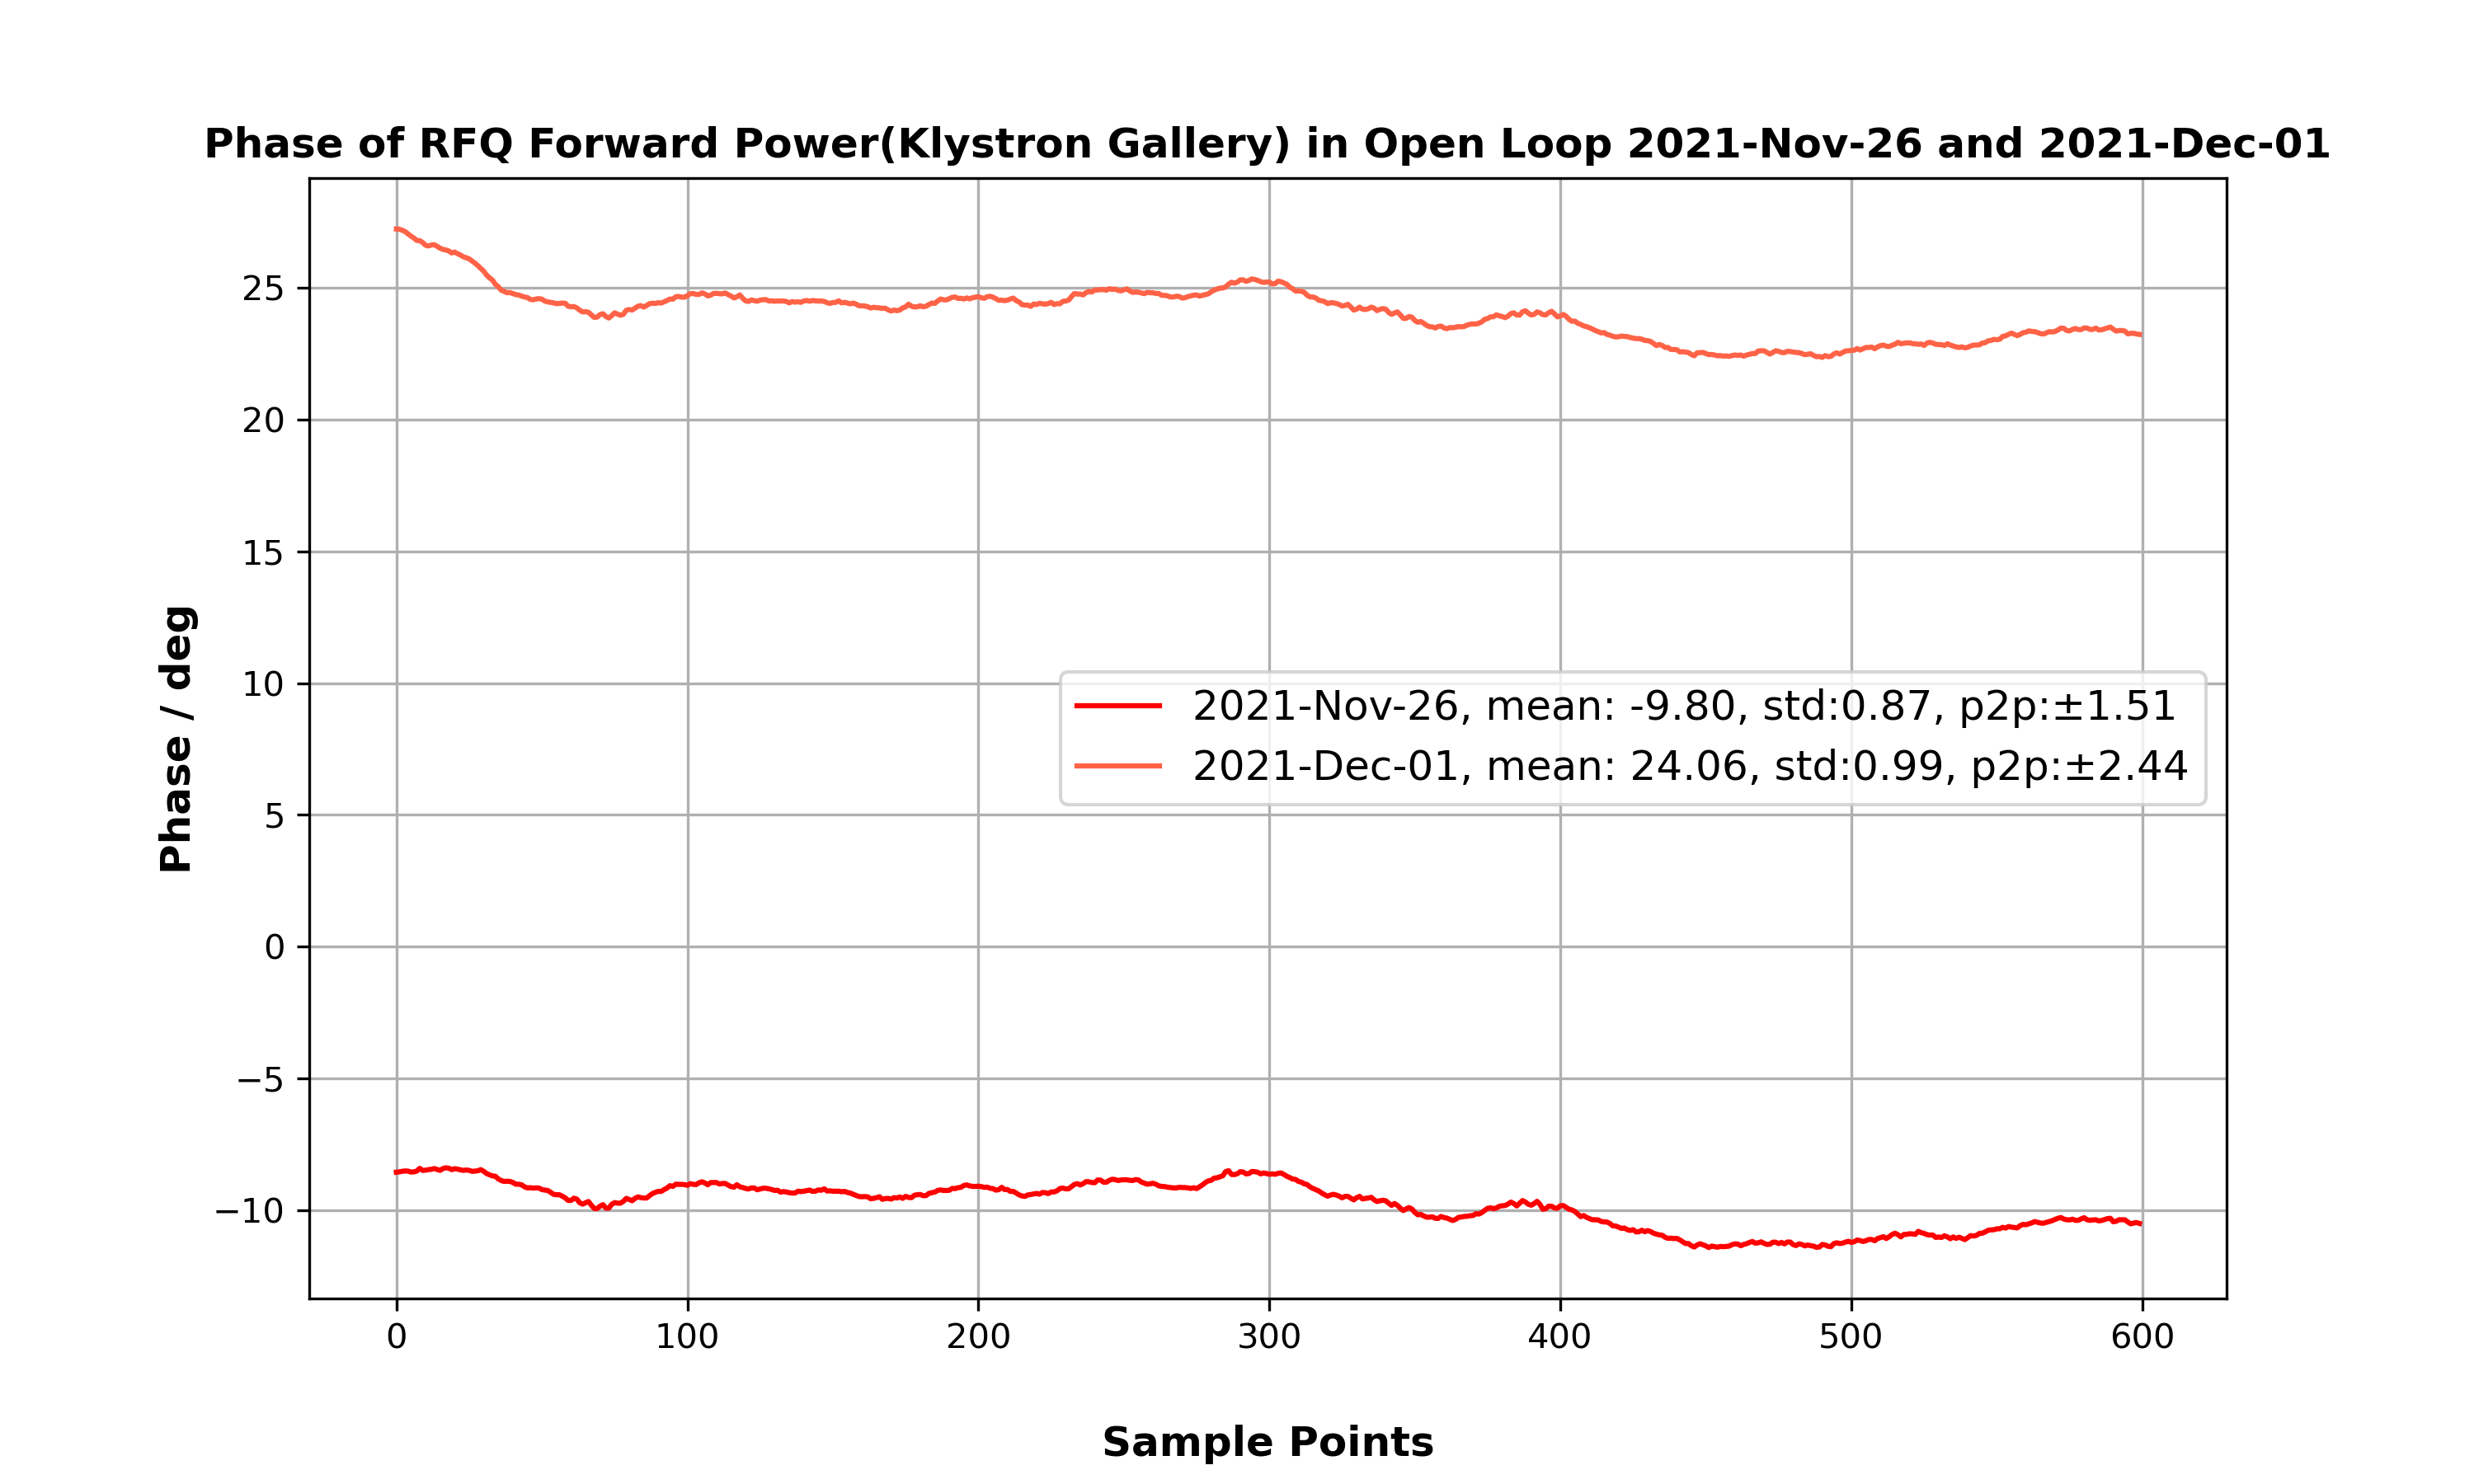 Phase of RFQ Forward Power(Klystron Gallery) in Open Loop 2021-Nov-26 and 2021-Dec-01
Phase / deg
25
20
15
10
5
0
−5
−10
2021-Nov-26, mean: -9.80, std:0.87, p2p:±1.51
2021-Dec-01, mean: 24.06, std:0.99, p2p:±2.44
0 100 200 300 400 500 600
Sample Points